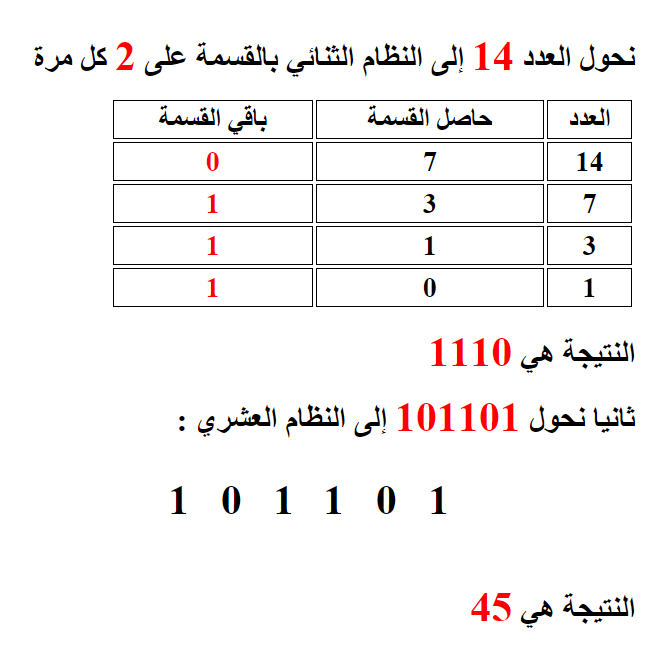 نحول العدد 14 إلى النظام الثنائي بالقسمة على 2 كل مرة
العدد حاصل القسمة باقي القسمة
14 7 0
7 3 1
3 1 1
1 0 1
النتيجة هي 1110
ثانيا نحول 101101 إلى النظام العشري :
1 0 1 1 0 1
النتيجة هي 45